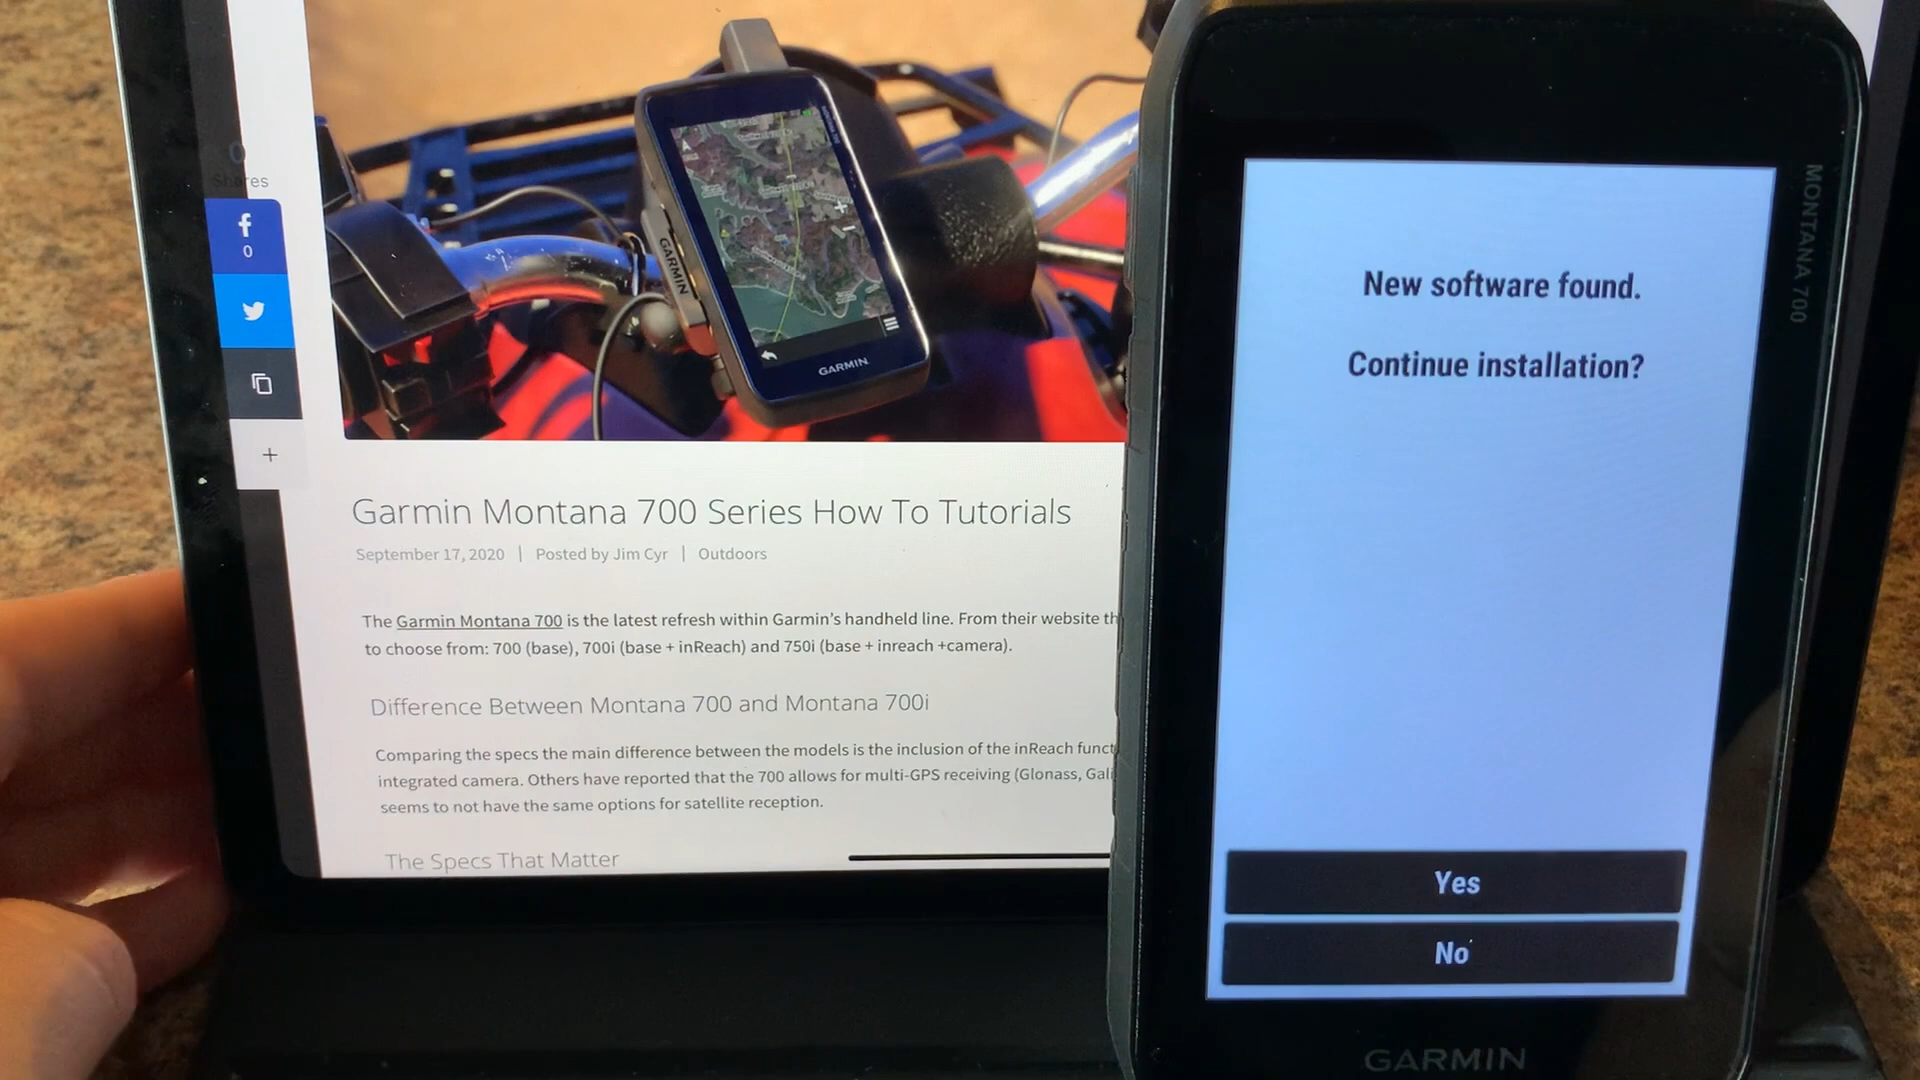 0
Shares
0
GARMIN
GARMIN
Garmin Montana 700 Series How To Tutorials
September 17, 2020 | Posted by Jim Cyr | Outdoors
The Garmin Montana 700 is the latest refresh within Garmin's handheld line. From their website th
to choose from: 700 (base), 700i (base + inReach) and 750i (base + inreach +camera).
Difference Between Montana 700 and Montana 700i
Comparing the specs the main difference between the models is the inclusion of the inReach funct
integrated camera. Others have reported that the 700 allows for multi-GPS receiving (Glonass, Gali
seems to not have the same options for satellite reception.
The Specs That Matter
MONTANA 700
New software found.
Continue installation?
Yes
No
GARMIN